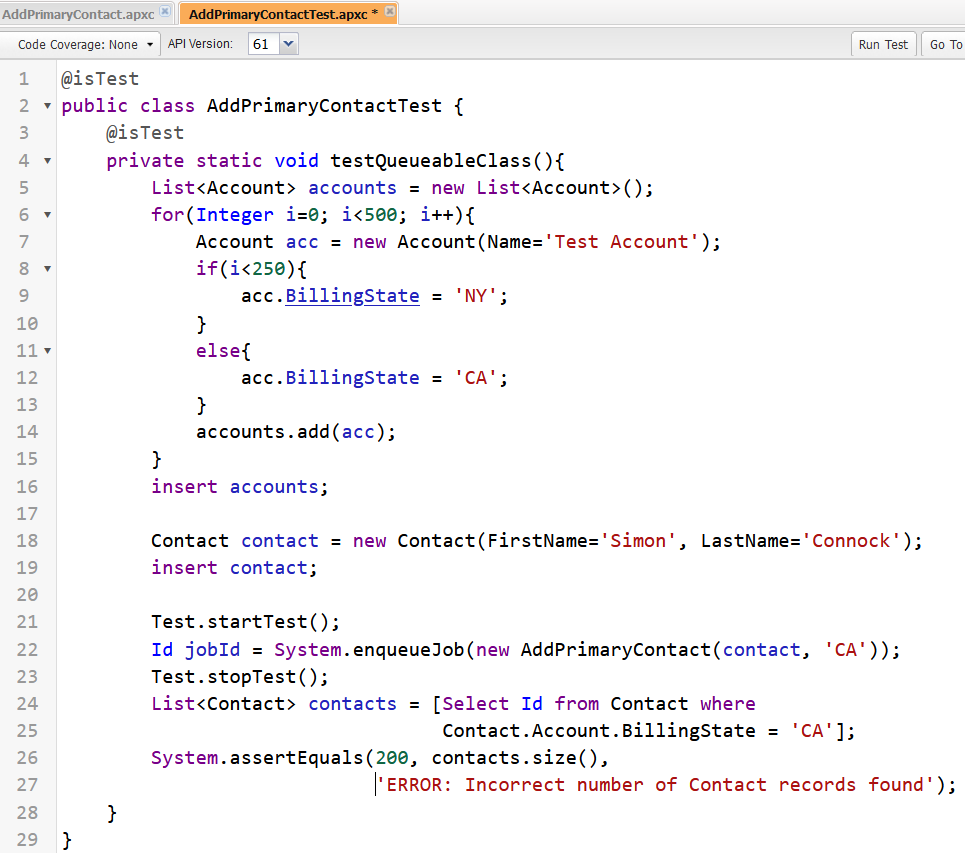 AddPrimaryContact.apxc AddPrimaryContactTest.apxc *
Code Coverage: None API Version: 61 Run Test Go To
1 @isTest
2 public class AddPrimaryContactTest {
3 @isTest
4 private static void testQueueableClass(){
5 List<Account> accounts = new List<Account>();
6 for(Integer i=0; i<500; i++){
7 Account acc = new Account(Name='Test Account');
8 if(i<250){
9 acc.BillingState = 'NY';
10 }
11 else{
12 acc.BillingState = 'CA';
13 }
14 accounts.add(acc);
15 }
16 insert accounts;
17
18 Contact contact = new Contact(FirstName='Simon', LastName='Connock');
19 insert contact;
20
21 Test.startTest();
22 Id jobId = System.enqueueJob(new AddPrimaryContact(contact, 'CA'));
23 Test.stopTest();
24 List<Contact> contacts = [Select Id from Contact where
25 Contact.Account.BillingState = 'CA'];
26 System.assertEquals(200, contacts.size(),
27 'ERROR: Incorrect number of Contact records found');
28 }
29 }